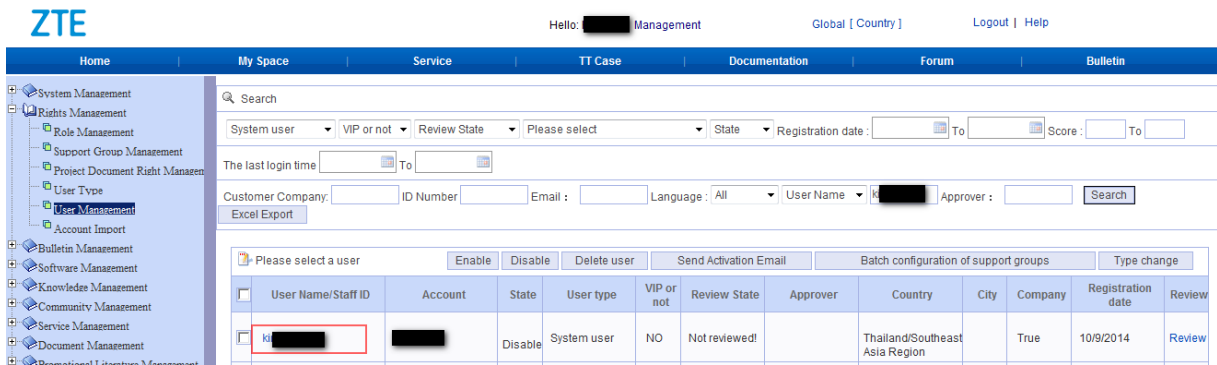 ZTE
Hello: Management Global [ Country ] Logout | Help
Home My Space Service TT Case Documentation Forum Bulletin
System Management
Rights Management
Role Management
Support Group Management
Project Document Right Managem
User Type
User Management
Account Import
Bulletin Management
Software Management
Knowledge Management
Community Management
Service Management
Document Management
Promotional Literature Management
Search
System user VIP or not Review State Please select State Registration date : To Score : To
The last login time To
Customer Company: ID Number Email : Language : All User Name ki Approver : Search
Excel Export
Please select a user Enable Disable Delete user Send Activation Email Batch configuration of support groups Type change
User Name/Staff ID Account State User type VIP or not Review State Approver Country City Company Registration date Review
ki Disable System user NO Not reviewed! Thailand/Southeast Asia Region True 10/9/2014 Review